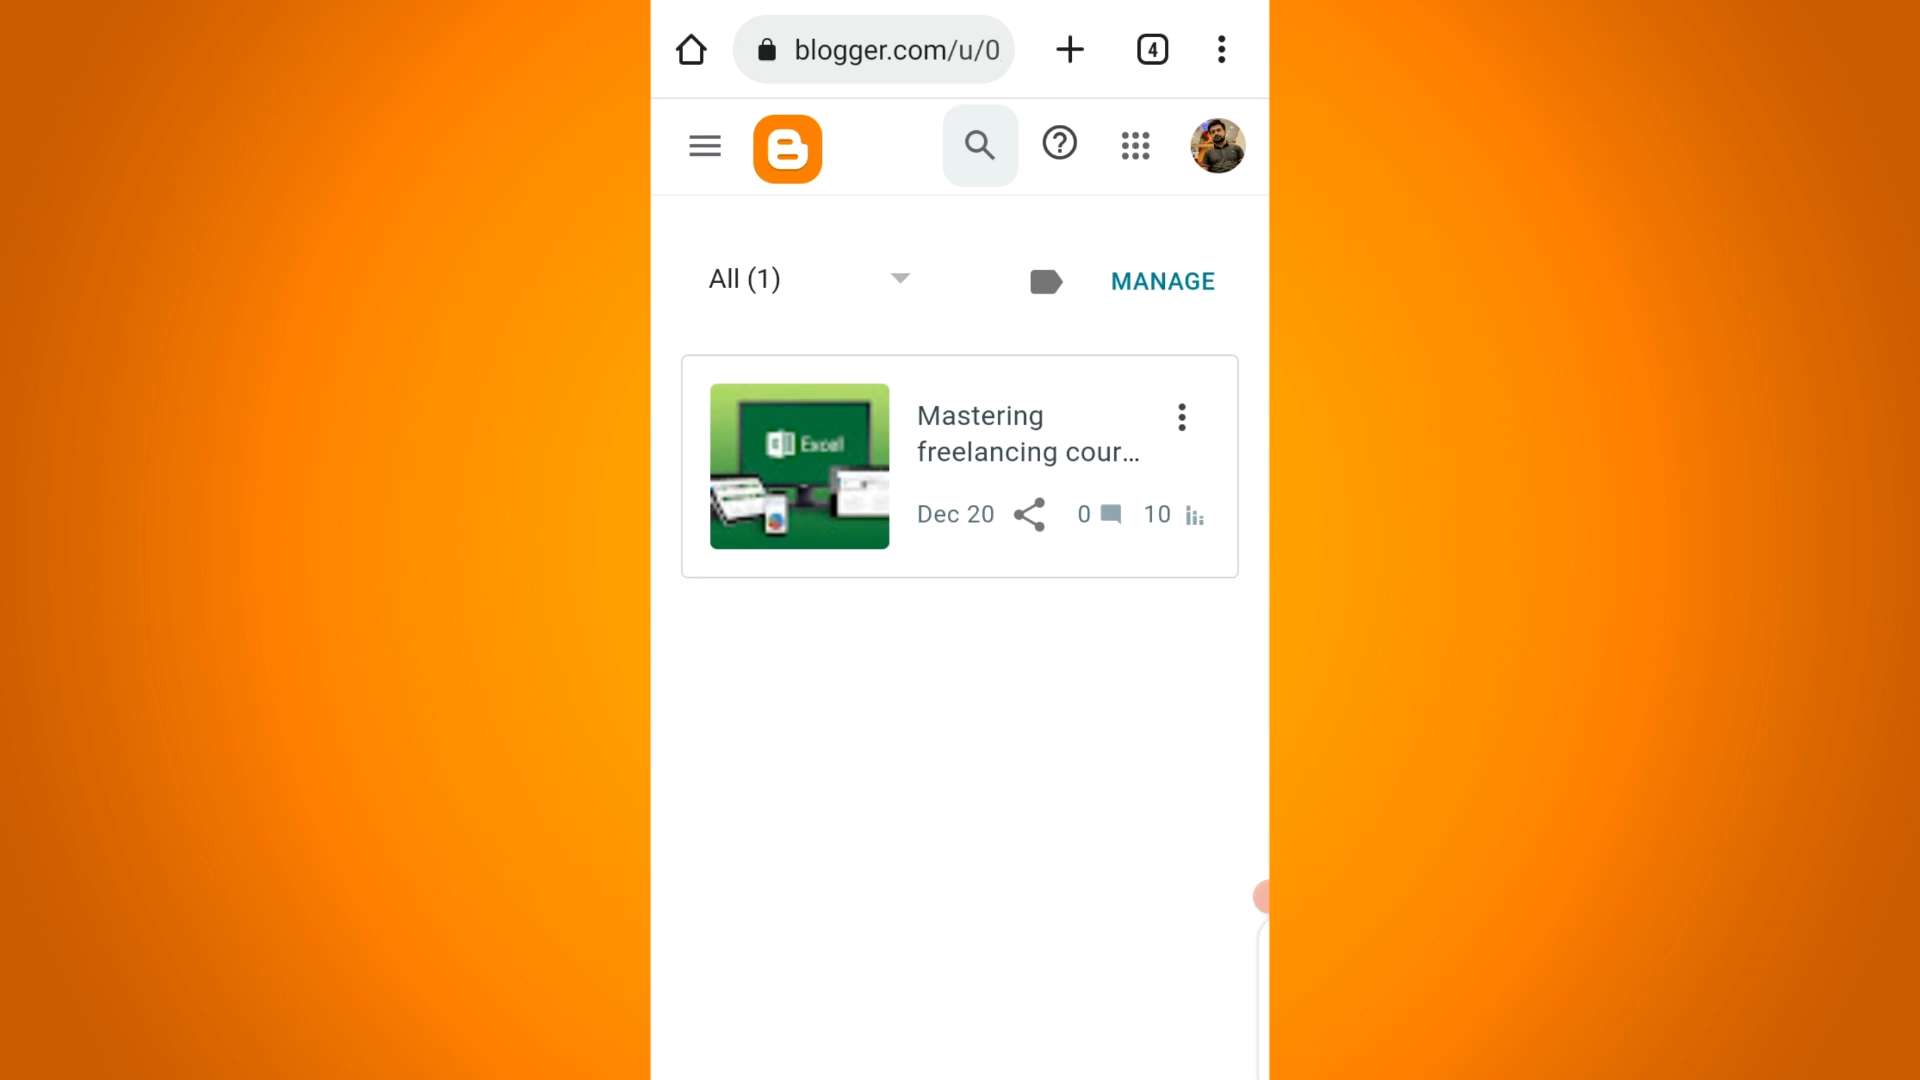 blogger.com/u/0
4
All (1)
MANAGE
Excel
Mastering
freelancing cour...
Dec 20
0
10